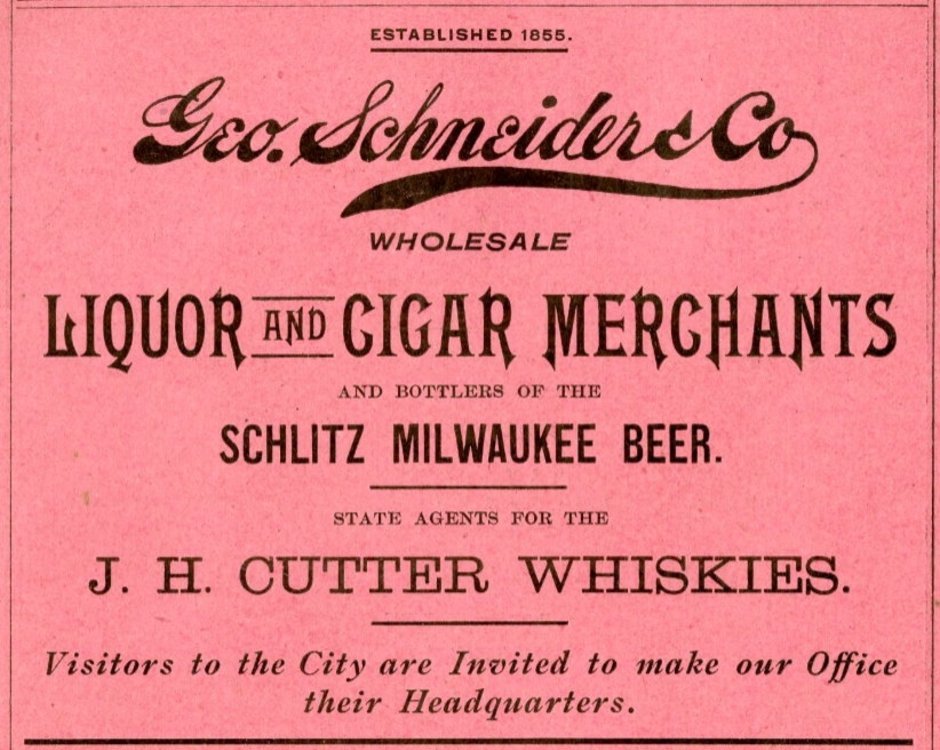 ESTABLISHED 1855.
Geo. Schneider & Co
WHOLESALE
LIQUOR AND CIGAR MERCHANTS
AND BOTTLERS OF THE
SCHLITZ MILWAUKEE BEER.
STATE AGENTS FOR THE
J. H. CUTTER WHISKIES.
Visitors to the City are Invited to make our Office
their Headquarters.